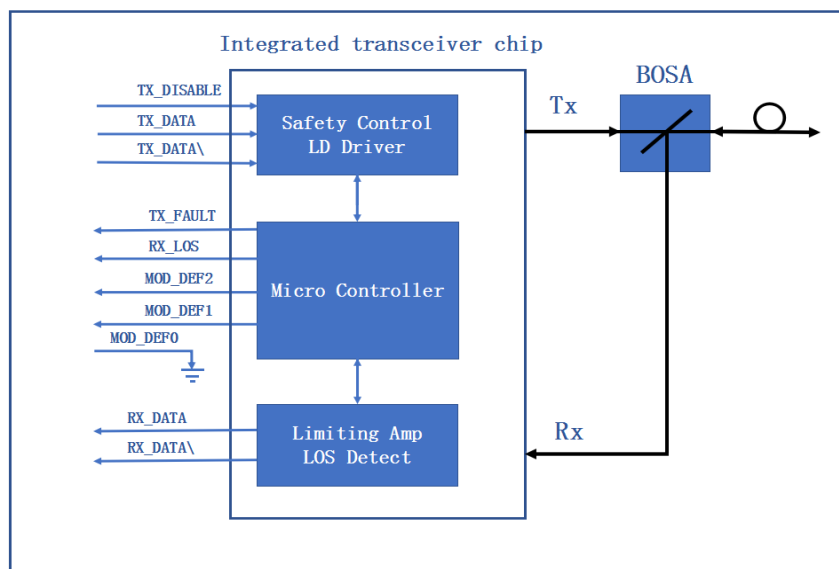 Integrated transceiver chip
BOSA
TX_DISABLE
TX_DATA
TX_DATA\
Safety Control
LD Driver
Tx
TX_FAULT
RX_LOS
MOD_DEF2
MOD_DEF1
MOD_DEF0
Micro Controller
RX_DATA
RX_DATA\
Limiting Amp
LOS Detect
Rx